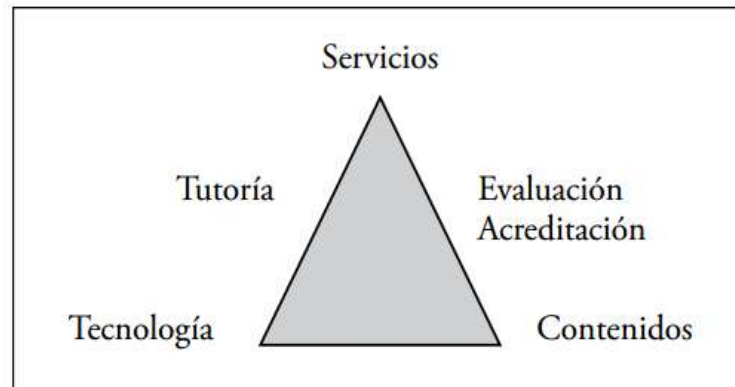 Servicios
Tutoría
Evaluación
Acreditación
Tecnología
Contenidos